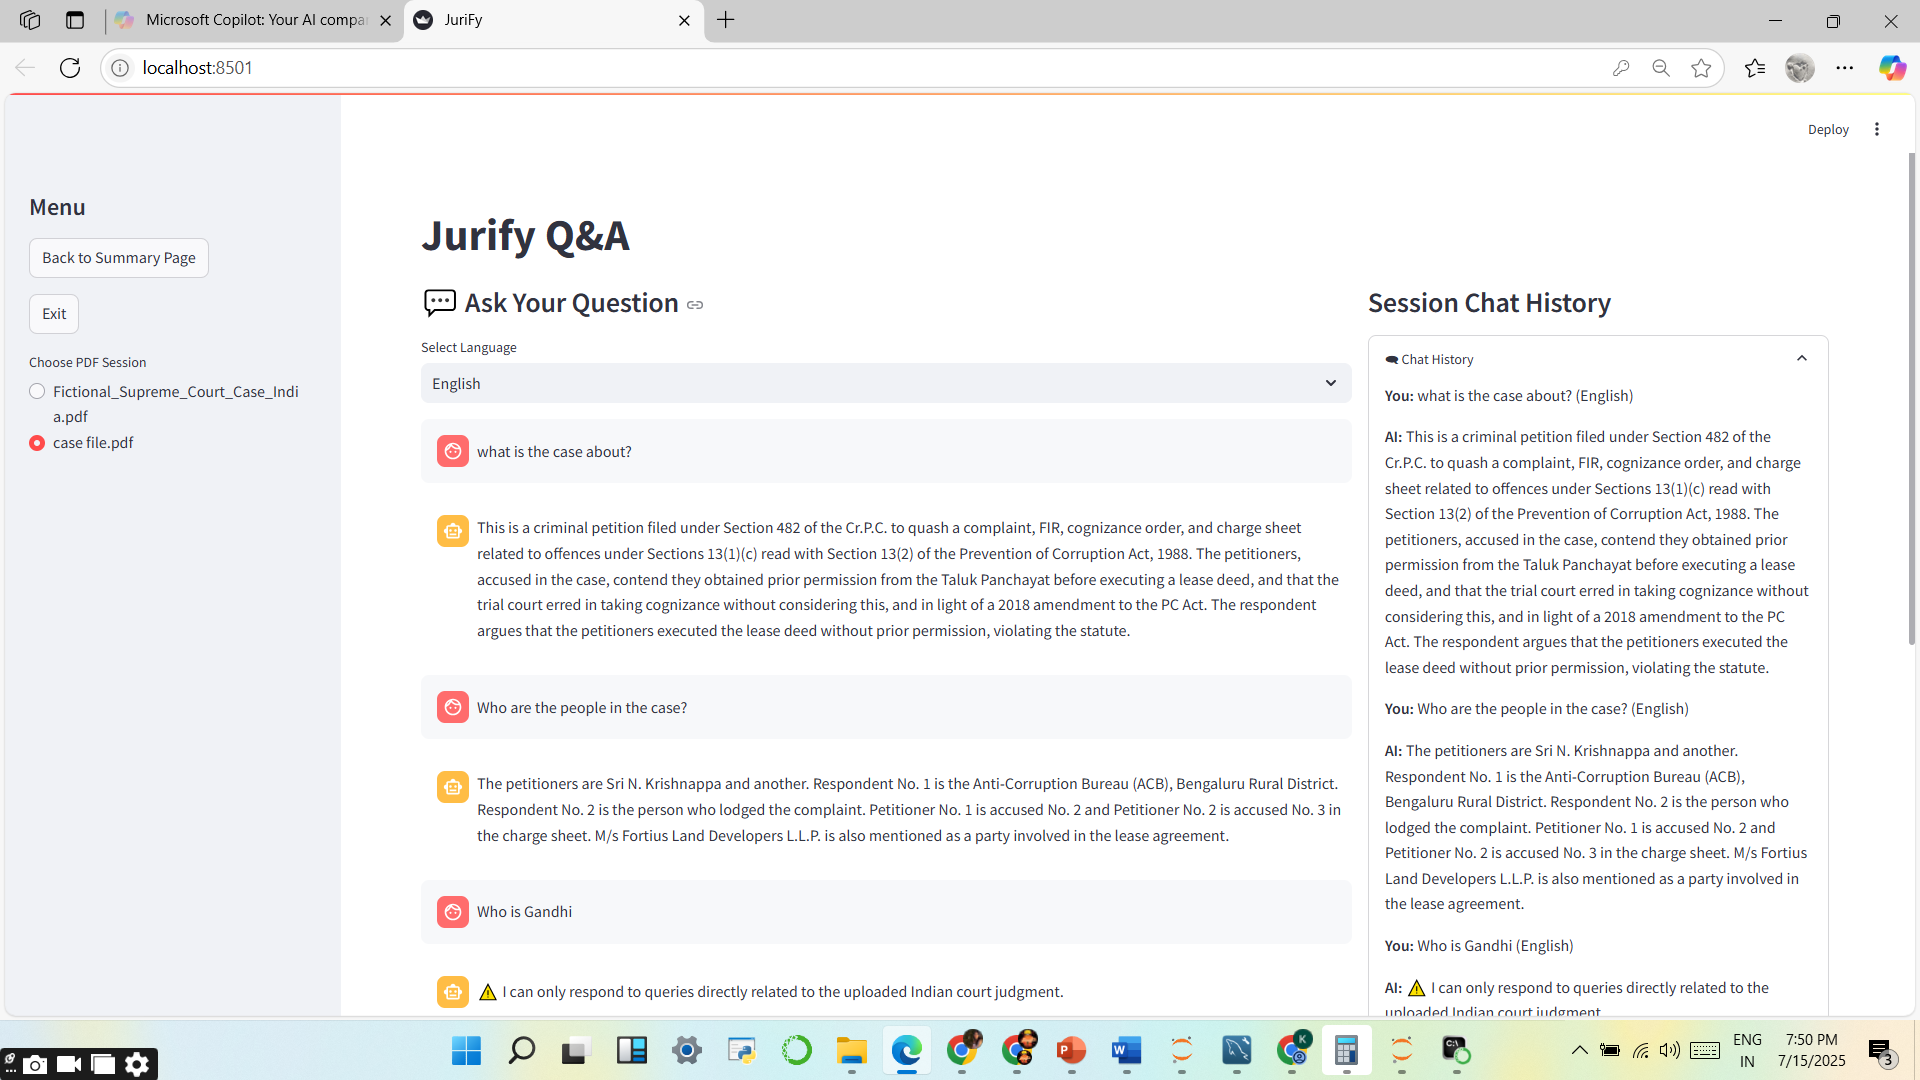 Microsoft Copilot: Your AI compa
JuriFy
localhost:8501
Deploy
Menu
Back to Summary Page
Exit
Choose PDF Session
Fictional_Supreme_Court_Case_Indi
a.pdf
case file.pdf
Jurify Q&A
Ask Your Question
Select Language
English
what is the case about?
This is a criminal petition filed under Section 482 of the Cr.P.C. to quash a complaint, FIR, cognizance order, and charge sheet
related to offences under Sections 13(1)(c) read with Section 13(2) of the Prevention of Corruption Act, 1988. The petitioners,
accused in the case, contend they obtained prior permission from the Taluk Panchayat before executing a lease deed, and that the
trial court erred in taking cognizance without considering this, and in light of a 2018 amendment to the PC Act. The respondent
argues that the petitioners executed the lease deed without prior permission, violating the statute.
Who are the people in the case?
The petitioners are Sri N. Krishnappa and another. Respondent No. 1 is the Anti-Corruption Bureau (ACB), Bengaluru Rural District.
Respondent No. 2 is the person who lodged the complaint. Petitioner No. 1 is accused No. 2 and Petitioner No. 2 is accused No. 3 in
the charge sheet. M/s Fortius Land Developers L.L.P. is also mentioned as a party involved in the lease agreement.
Who is Gandhi
⚠ I can only respond to queries directly related to the uploaded Indian court judgment.
Session Chat History
Chat History
You: what is the case about? (English)
AI: This is a criminal petition filed under Section 482 of the
Cr.P.C. to quash a complaint, FIR, cognizance order, and charge
sheet related to offences under Sections 13(1)(c) read with
Section 13(2) of the Prevention of Corruption Act, 1988. The
petitioners, accused in the case, contend they obtained prior
permission from the Taluk Panchayat before executing a lease
deed, and that the trial court erred in taking cognizance without
considering this, and in light of a 2018 amendment to the PC
Act. The respondent argues that the petitioners executed the
lease deed without prior permission, violating the statute.
You: Who are the people in the case? (English)
AI: The petitioners are Sri N. Krishnappa and another.
Respondent No. 1 is the Anti-Corruption Bureau (ACB),
Bengaluru Rural District. Respondent No. 2 is the person who
lodged the complaint. Petitioner No. 1 is accused No. 2 and
Petitioner No. 2 is accused No. 3 in the charge sheet. M/s Fortius
Land Developers L.L.P. is also mentioned as a party involved in
the lease agreement.
You: Who is Gandhi (English)
AI: ⚠ I can only respond to queries directly related to the
uploaded Indian court judgment.
ENG
IN
7:50 PM
7/15/2025
3